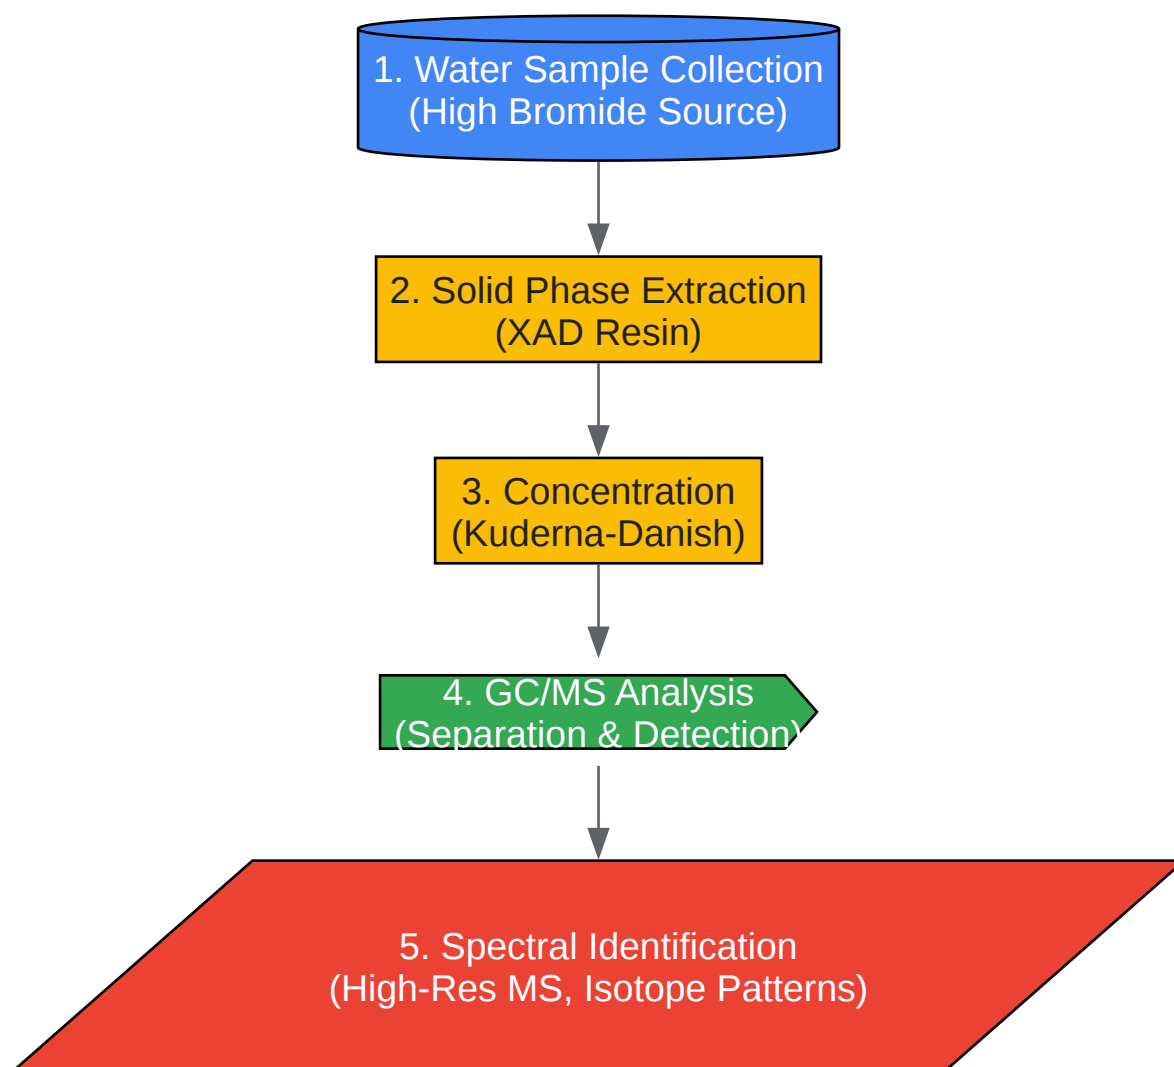 1. Water Sample Collection
(High Bromide Source)
2. Solid Phase Extraction
(XAD Resin)
3. Concentration
(Kuderna-Danish)
4. GC/MS Analysis
(Separation & Detection)
5. Spectral Identification
(High-Res MS, Isotope Patterns)